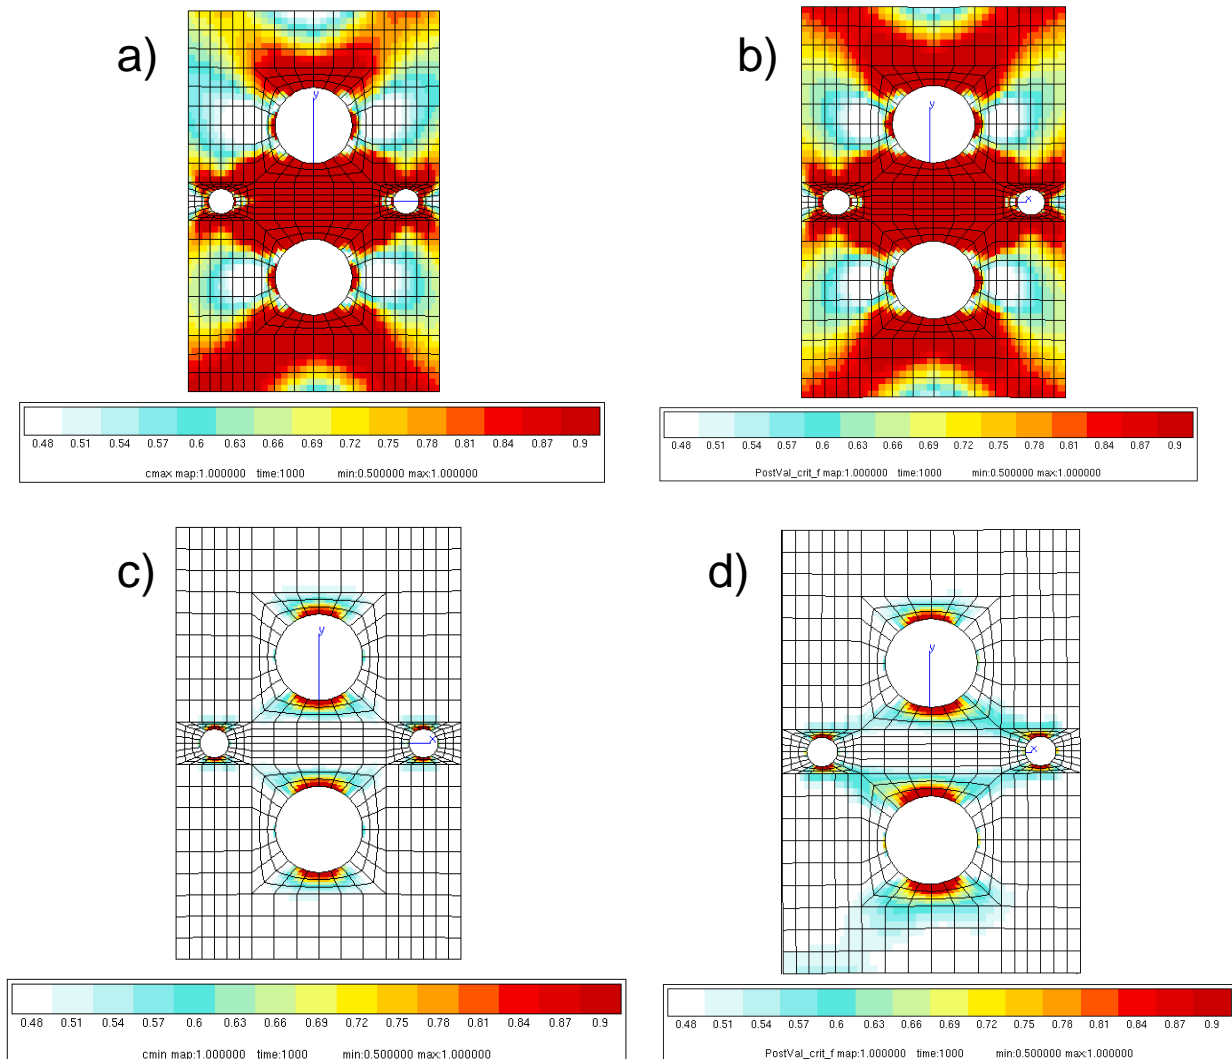 a)
b)
y
y
x
0.48 0.51 0.54 0.57 0.6 0.63 0.66 0.69 0.72 0.75 0.78 0.81 0.84 0.87 0.9
cmax map:1.000000 time:1000 min:0.500000 max:1.000000
0.48 0.51 0.54 0.57 0.6 0.63 0.66 0.69 0.72 0.75 0.78 0.81 0.84 0.87 0.9
PostVal_crit_f map:1.000000 time:1000 min:0.500000 max:1.000000
c)
d)
y
y
x
x
0.48 0.51 0.54 0.57 0.6 0.63 0.66 0.69 0.72 0.75 0.78 0.81 0.84 0.87 0.9
cmin map:1.000000 time:1000 min:0.500000 max:1.000000
0.48 0.51 0.54 0.57 0.6 0.63 0.66 0.69 0.72 0.75 0.78 0.81 0.84 0.87 0.9
PostVal_crit_f map:1.000000 time:1000 min:0.500000 max:1.000000